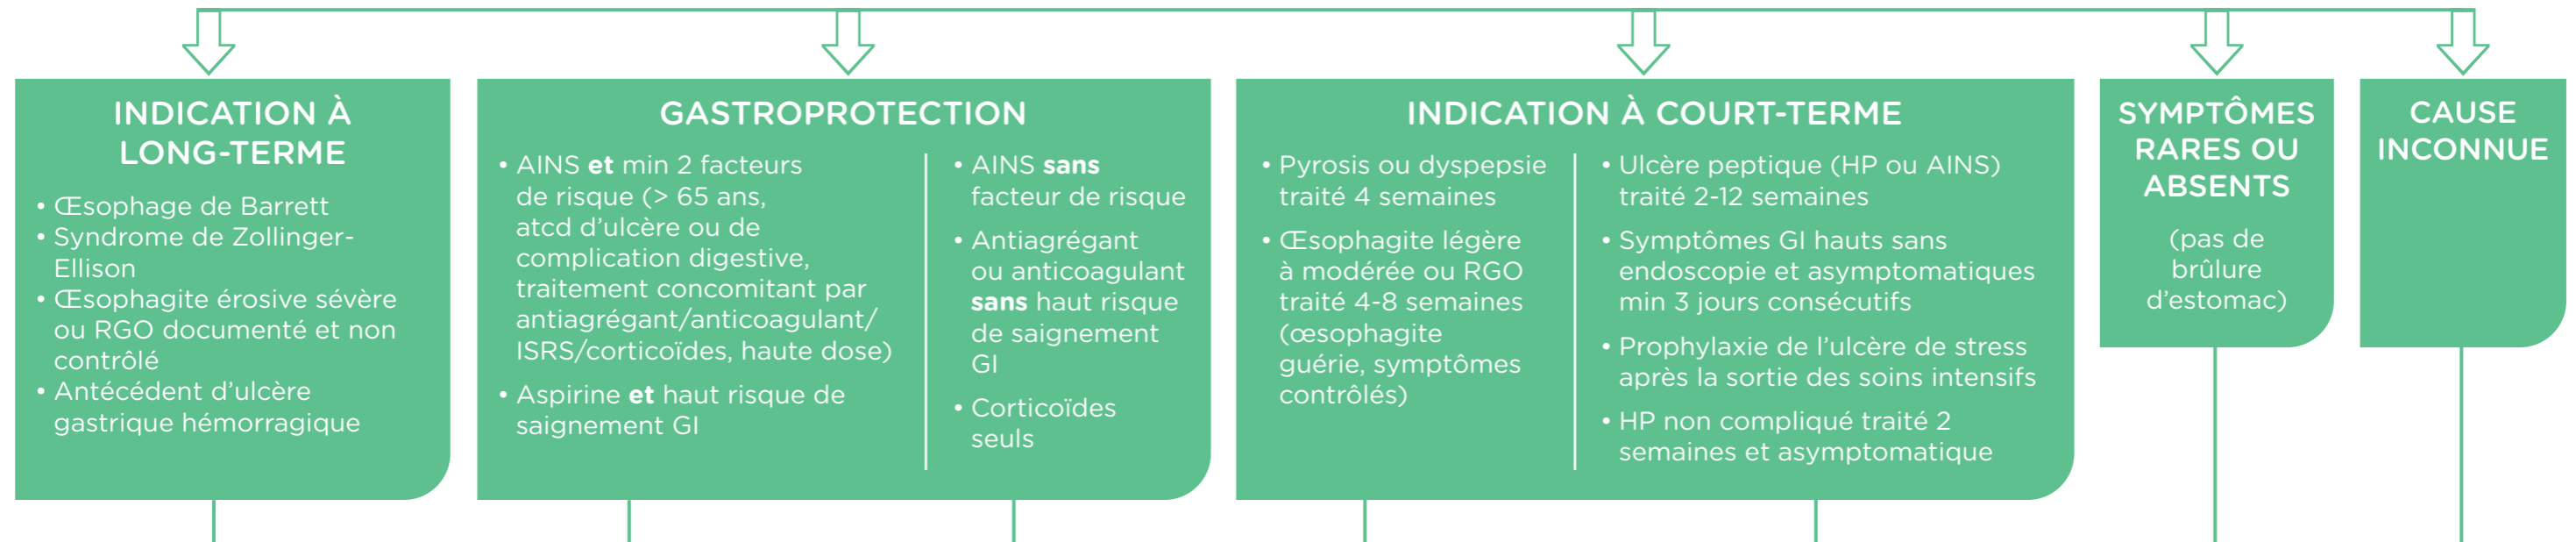 INDICATION À
LONG-TERME
• Œsophage de Barrett
• Syndrome de Zollinger-
Ellison
• Œsophagite érosive sévère
ou RGO documenté et non
contrôlé
• Antécédent d'ulcère
gastrique hémorragique
GASTROPROTECTION
• AINS et min 2 facteurs
de risque (> 65 ans,
atcd d'ulcère ou de
complication digestive,
traitement concomitant par
antiagrégant/anticoagulant/
ISRS/corticoïdes, haute dose)
• Aspirine et haut risque de
saignement GI
• AINS sans
facteur de risque
• Antiagrégant
ou anticoagulant
sans haut risque
de saignement
GI
• Corticoïdes
seuls
INDICATION À COURT-TERME
• Pyrosis ou dyspepsie
traité 4 semaines
• Œsophagite légère
à modérée ou RGO
traité 4-8 semaines
(œsophagite
guérie, symptômes
contrôlés)
• Ulcère peptique (HP ou AINS)
traité 2-12 semaines
• Symptômes GI hauts sans
endoscopie et asymptomatiques
min 3 jours consécutifs
• Prophylaxie de l'ulcère de stress
après la sortie des soins intensifs
• HP non compliqué traité 2
semaines et asymptomatique
SYMPTÔMES
RARES OU
ABSENTS
(pas de
brûlure
d'estomac)
CAUSE
INCONNUE